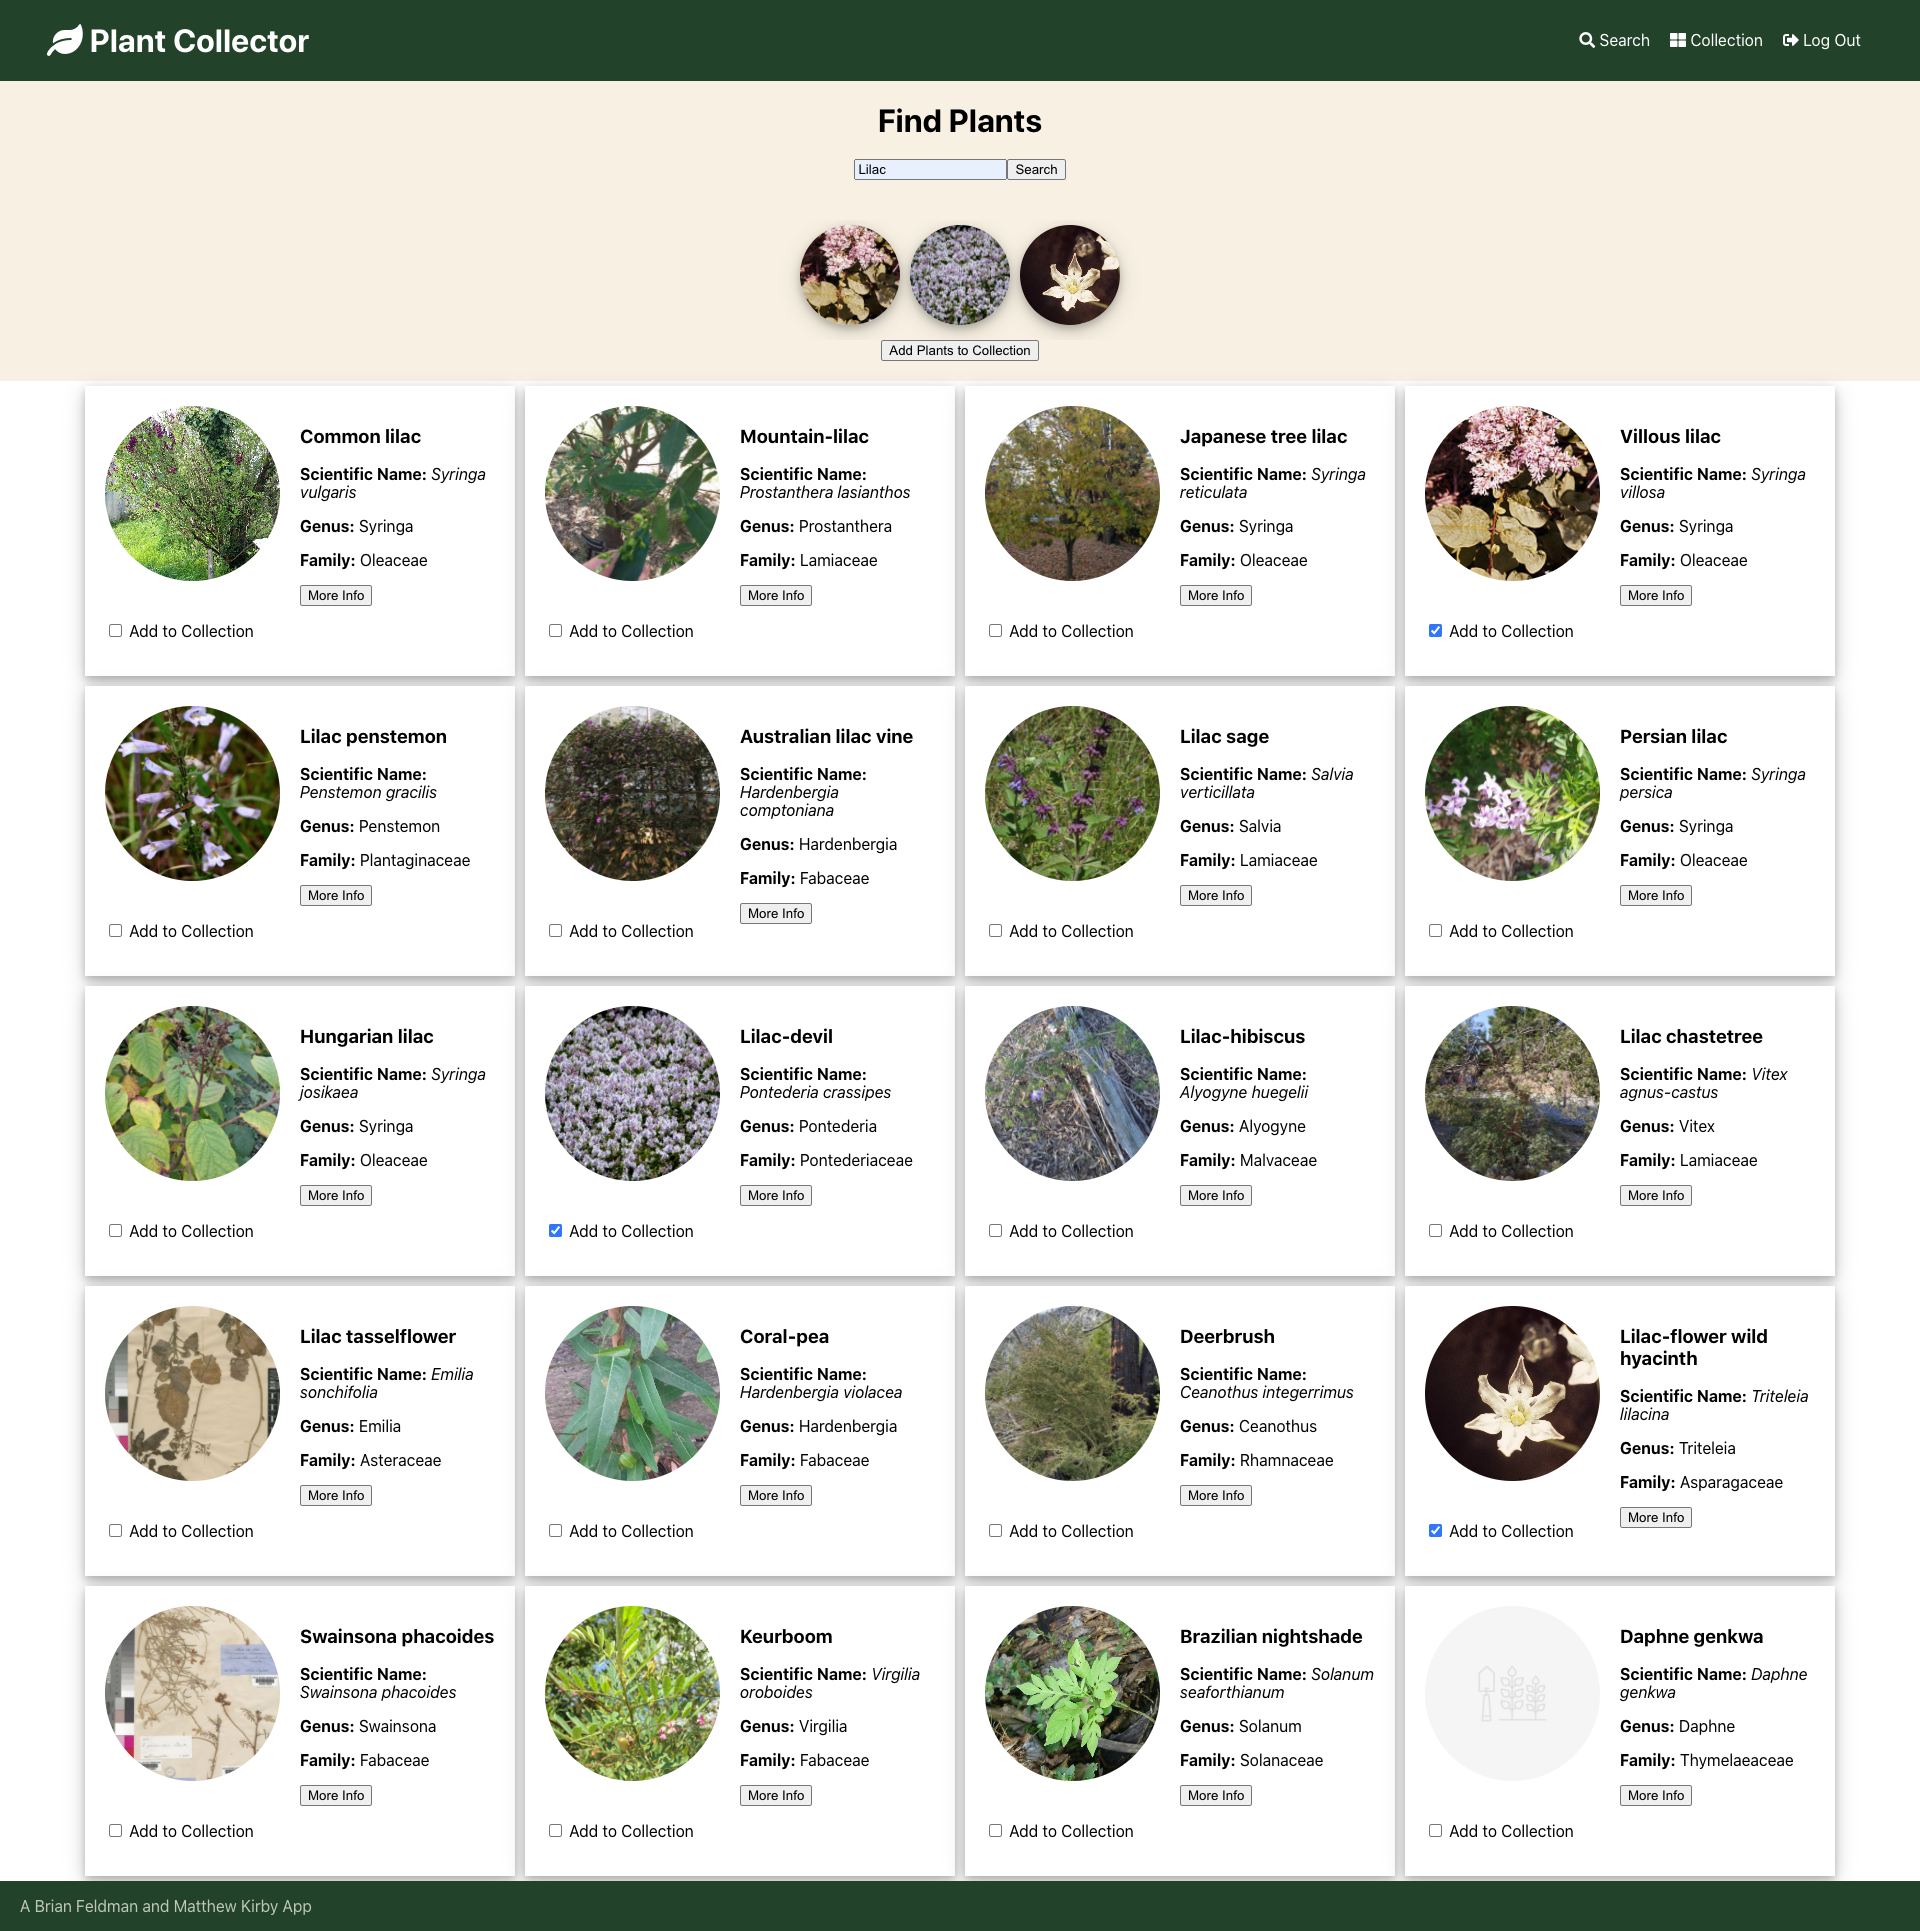 Plant Collector
Search Collection Log Out
Find Plants
Lilac Search
Add Plants to Collection
Common lilac
Scientific Name: Syringa
vulgaris
Genus: Syringa
Family: Oleaceae
More Info
Add to Collection
Mountain-lilac
Scientific Name:
Prostanthera lasianthos
Genus: Prostanthera
Family: Lamiaceae
More Info
Add to Collection
Japanese tree lilac
Scientific Name: Syringa
reticulata
Genus: Syringa
Family: Oleaceae
More Info
Add to Collection
Villous lilac
Scientific Name: Syringa
villosa
Genus: Syringa
Family: Oleaceae
More Info
Add to Collection
Lilac penstemon
Scientific Name:
Penstemon gracilis
Genus: Penstemon
Family: Plantaginaceae
More Info
Add to Collection
Australian lilac vine
Scientific Name:
Hardenbergia
comptoniana
Genus: Hardenbergia
Family: Fabaceae
More Info
Add to Collection
Lilac sage
Scientific Name: Salvia
verticillata
Genus: Salvia
Family: Lamiaceae
More Info
Add to Collection
Persian lilac
Scientific Name: Syringa
persica
Genus: Syringa
Family: Oleaceae
More Info
Add to Collection
Hungarian lilac
Scientific Name: Syringa
josikaea
Genus: Syringa
Family: Oleaceae
More Info
Add to Collection
Lilac-devil
Scientific Name:
Pontederia crassipes
Genus: Pontederia
Family: Pontederiaceae
More Info
Add to Collection
Lilac-hibiscus
Scientific Name:
Alyogyne huegelii
Genus: Alyogyne
Family: Malvaceae
More Info
Add to Collection
Lilac chastetree
Scientific Name: Vitex
agnus-castus
Genus: Vitex
Family: Lamiaceae
More Info
Add to Collection
Lilac tasselflower
Scientific Name: Emilia
sonchifolia
Genus: Emilia
Family: Asteraceae
More Info
Add to Collection
Coral-pea
Scientific Name:
Hardenbergia violacea
Genus: Hardenbergia
Family: Fabaceae
More Info
Add to Collection
Deerbrush
Scientific Name:
Ceanothus integerrimus
Genus: Ceanothus
Family: Rhamnaceae
More Info
Add to Collection
Lilac-flower wild
hyacinth
Scientific Name: Triteleia
lilacina
Genus: Triteleia
Family: Asparagaceae
More Info
Add to Collection
Swainsona phacoides
Scientific Name:
Swainsona phacoides
Genus: Swainsona
Family: Fabaceae
More Info
Add to Collection
Keurboom
Scientific Name: Virgilia
oroboides
Genus: Virgilia
Family: Fabaceae
More Info
Add to Collection
Brazilian nightshade
Scientific Name: Solanum
seaforthianum
Genus: Solanum
Family: Solanaceae
More Info
Add to Collection
Daphne genkwa
Scientific Name: Daphne
genkwa
Genus: Daphne
Family: Thymelaeaceae
More Info
Add to Collection
A Brian Feldman and Matthew Kirby App